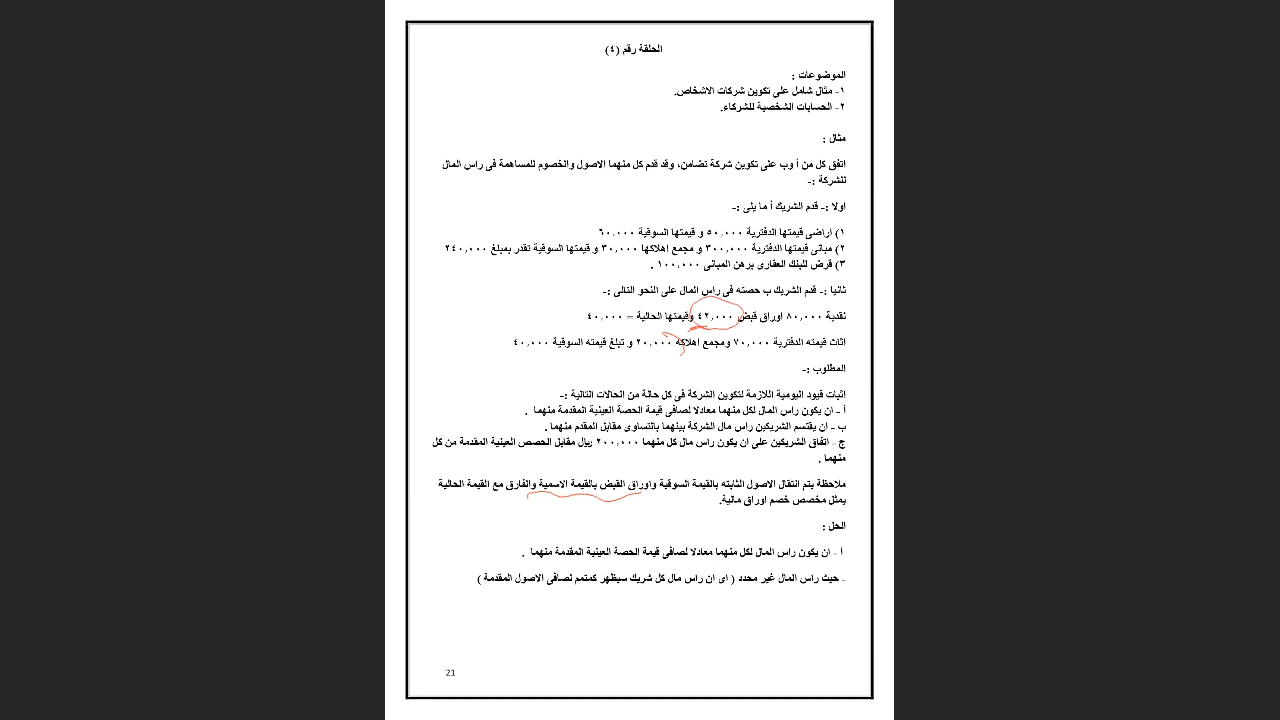 الحلقة رقم (٤)
الموضوعات :
١- مثال شامل على تكوين شركات الاشخاص.
٢- الحسابات الشخصية للشركاء.
مثال :
اتفق كل من أ وب على تكوين شركة تضامن، وقد قدم كل منهما الاصول والخصوم للمساهمة فى راس المال
للشركة :-
اولا :- قدم الشريك أ ما يلى :-
١) اراضى قيمتها الدفترية ٥٠,٠٠٠ و قيمتها السوقية ٦٠,٠٠٠
٢) مبانى قيمتها الدفترية ٣٠٠,٠٠٠ و مجمع إهلاكها ٣٠,٠٠٠ و قيمتها السوقية تقدر بمبلغ ٢٤٠,٠٠٠
٣) قرض للبنك العقارى برهن المبانى ١٠٠,٠٠٠ .
ثانيا :- قدم الشريك ب حصته فى راس المال على النحو التالى :-
نقدية ٨٠,٠٠٠ اوراق قبض ٤٢,٠٠٠ وقيمتها الحالية = ٤٠,٠٠٠
اثاث قيمته الدفترية ٧٠,٠٠٠ ومجمع اهلاكه ٢٠,٠٠٠ و تبلغ قيمته السوقية ٤٠,٠٠٠
المطلوب :-
إثبات قيود اليومية اللازمة لتكوين الشركة فى كل حالة من الحالات التالية :-
أ - ان يكون راس المال لكل منهما معادلا لصافى قيمة الحصة العينية المقدمة منهما .
ب - ان يقتسم الشريكين راس مال الشركة بينهما بالتساوى مقابل المقدم منهما .
ج - اتفاق الشريكين على ان يكون راس مال كل منهما ٢٠٠,٠٠٠ ريال مقابل الحصص العينية المقدمة من كل
منهما .
ملاحظة يتم انتقال الاصول الثابته بالقيمة السوقية واوراق القبض بالقيمة الاسمية والفارق مع القيمة الحالية
يمثل مخصص خصم اوراق مالية.
الحل :
أ - ان يكون راس المال لكل منهما معادلا لصافى قيمة الحصة العينية المقدمة منهما .
- حيث راس المال غير محدد ( اى ان راس مال كل شريك سيظهر كمتمم لصافى الاصول المقدمة )
21